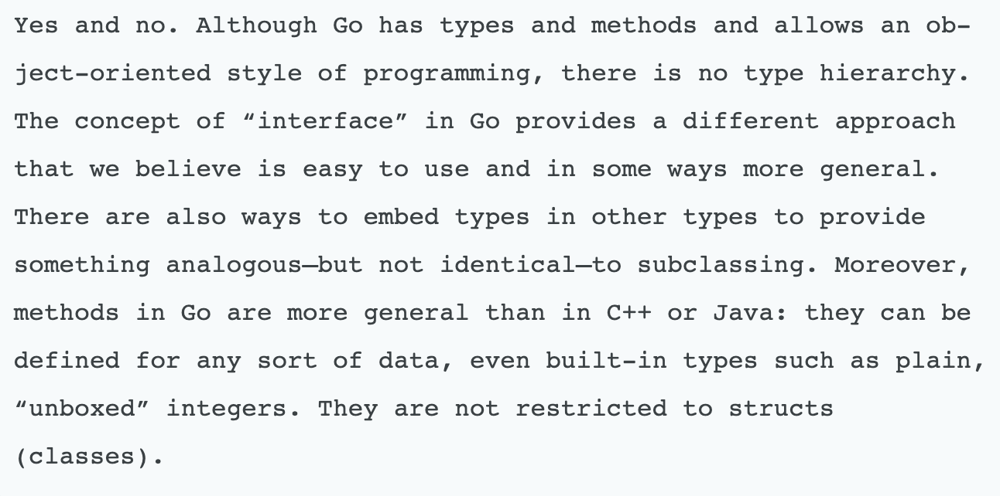 Yes and no. Although Go has types and methods and allows an ob-
ject-oriented style of programming, there is no type hierarchy.
The concept of “interface” in Go provides a different approach
that we believe is easy to use and in some ways more general.
There are also ways to embed types in other types to provide
something analogous—but not identical—to subclassing. Moreover,
methods in Go are more general than in C++ or Java: they can be
defined for any sort of data, even built-in types such as plain,
“unboxed” integers. They are not restricted to structs
(classes).